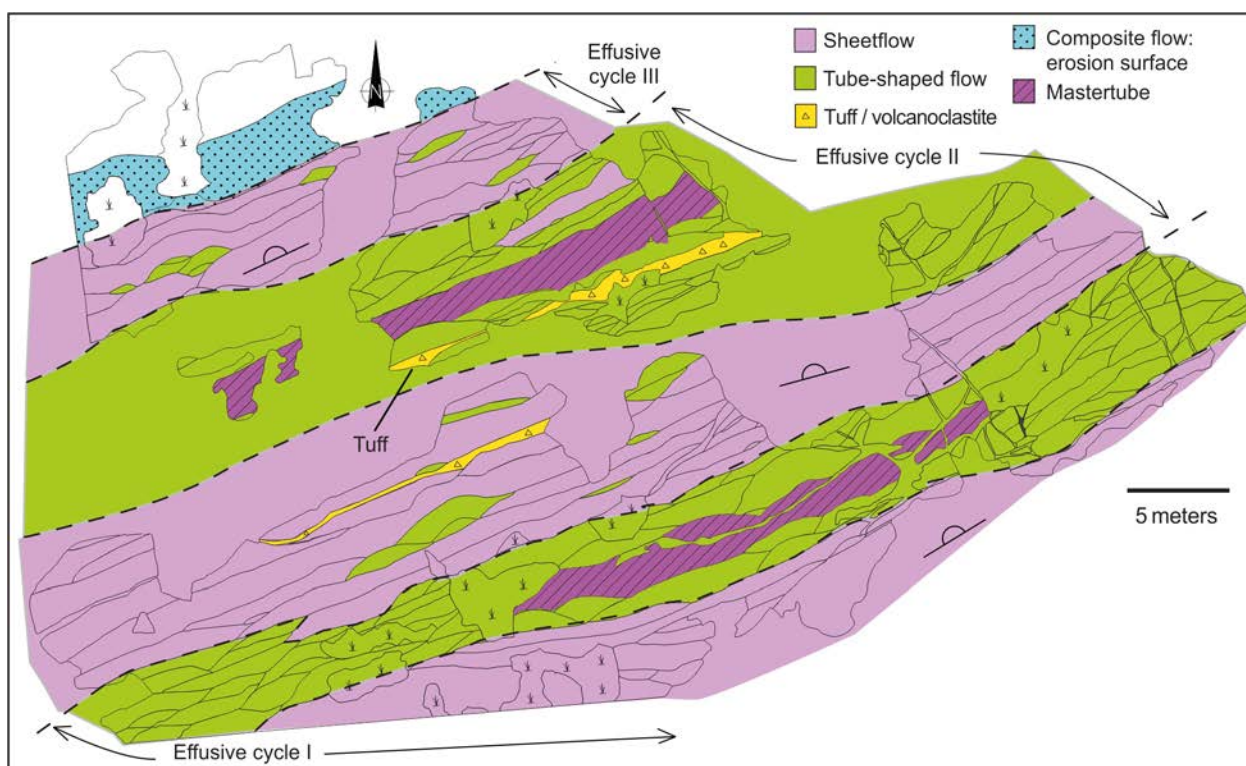 Effusive
cycle III
Sheetflow
Tube-shaped flow
Tuff / volcanoclastite
Composite flow:
erosion surface
Mastertube
N
Effusive cycle II
Tuff
5 meters
Effusive cycle I